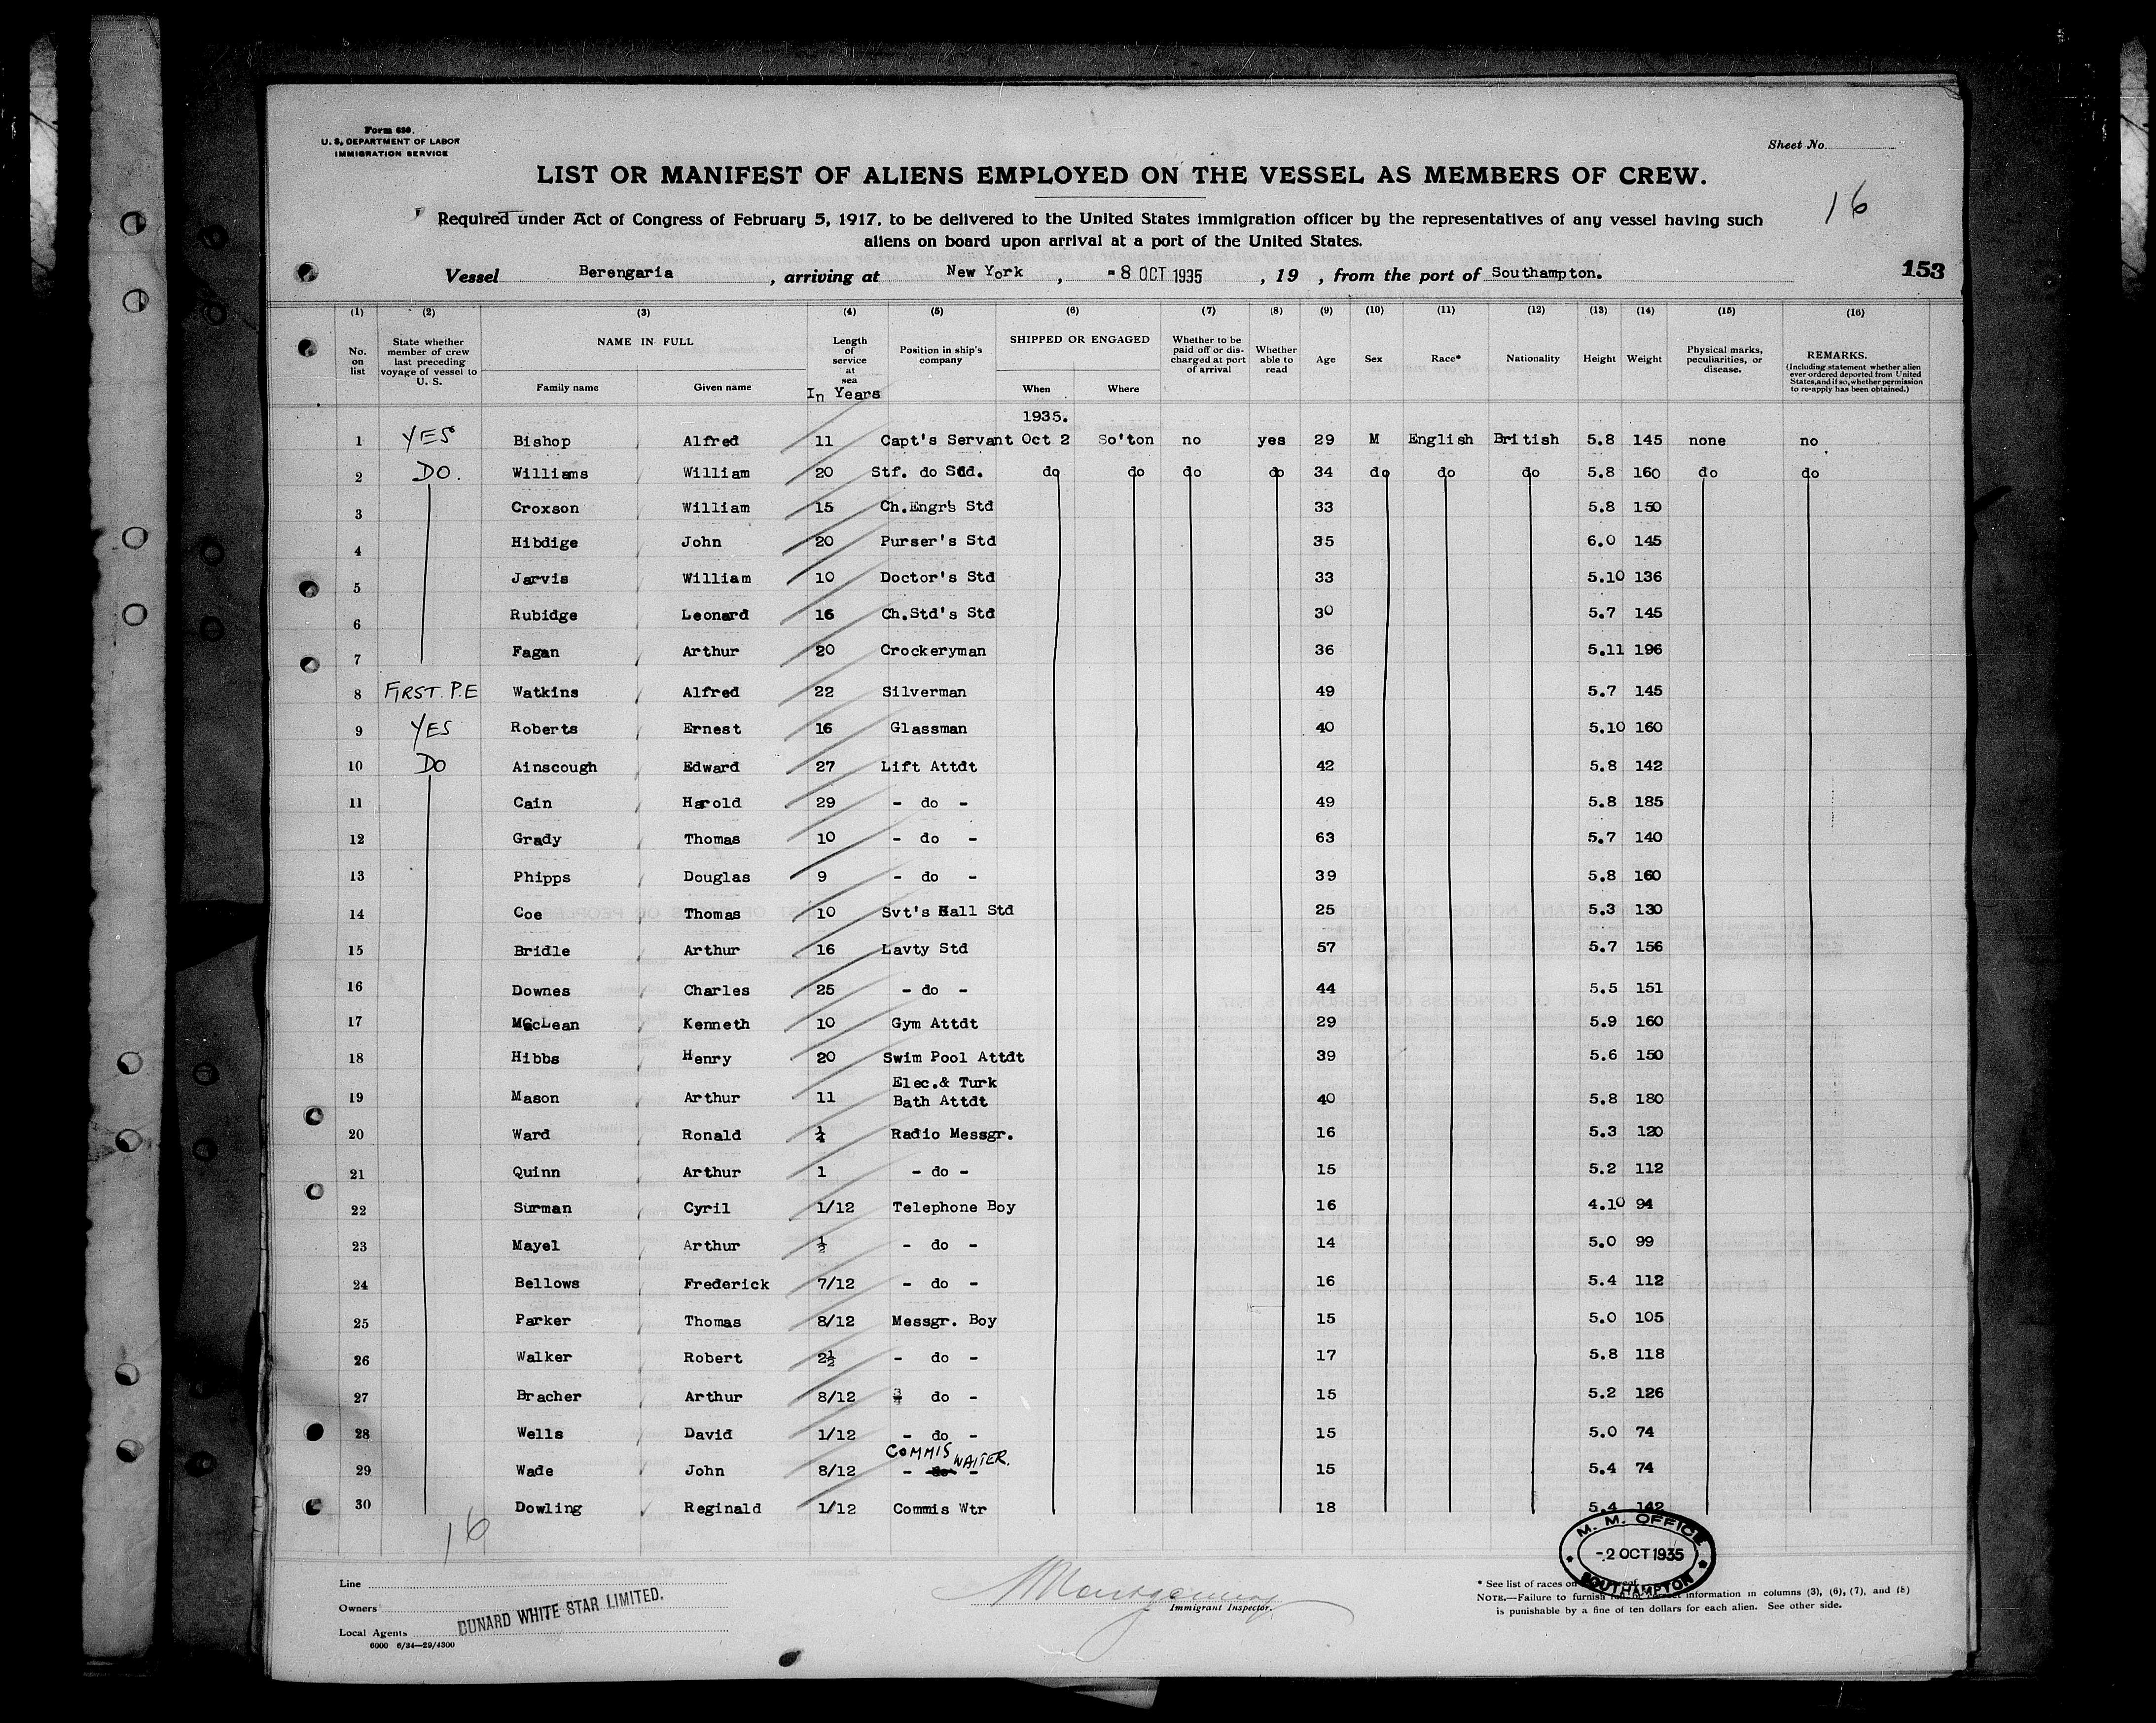 Form 689.
U. S. DEPARTMENT OF LABOR
IMMIGRATION SERVICE
Sheet No.
LIST OR MANIFEST OF ALIENS EMPLOYED ON THE VESSEL AS MEMBERS OF CREW.
16
Required under Act of Congress of February 5, 1917, to be delivered to the United States immigration officer by the representatives of any vessel having such
aliens on board upon arrival at a port of the United States.
Vessel Berengaria , arriving at New York , -8 OCT 1935 , 19 , from the port of Southampton.
153
(1) (2) (3) (4) (5) (6) (7) (8) (9) (10) (11) (12) (13) (14) (15) (16)
No. on list
State whether member of crew last preceding voyage of vessel to U. S.
NAME IN FULL
Family name Given name
Length of service at sea
In Years
Position in ship's company
SHIPPED OR ENGAGED
When Where
Whether to be paid off or discharged at port of arrival
Whether able to read
Age Sex Race* Nationality Height Weight
Physical marks, peculiarities, or disease.
REMARKS.
(Including statement whether alien ever ordered deported from United States, and if so, whether permission to re-apply has been obtained.)
1935.
1 YES Bishop Alfred 11 Capt's Servant Oct 2 So'ton no yes 29 M English British 5.8 145 none no
2 DO. Williams William 20 Stf. do Std. do do do do 34 do do do 5.8 160 do do
3 Croxson William 15 Ch.Engr's Std 33 5.8 150
4 Hibdige John 20 Purser's Std 35 6.0 145
5 Jarvis William 10 Doctor's Std 33 5.10 136
6 Rubidge Leonard 16 Ch.Std's Std 30 5.7 145
7 Fagan Arthur 20 Crockeryman 36 5.11 196
8 FIRST. P.E Watkins Alfred 22 Silverman 49 5.7 145
9 YES Roberts Ernest 16 Glassman 40 5.10 160
10 DO Ainscough Edward 27 Lift Attdt 42 5.8 142
11 Cain Harold 29 - do - 49 5.8 185
12 Grady Thomas 10 - do - 63 5.7 140
13 Phipps Douglas 9 - do - 39 5.8 160
14 Coe Thomas 10 Svt's Hall Std 25 5.3 130
15 Bridle Arthur 16 Lavty Std 57 5.7 156
16 Downes Charles 25 - do - 44 5.5 151
17 MacLean Kenneth 10 Gym Attdt 29 5.9 160
18 Hibbs Henry 20 Swim Pool Attdt 39 5.6 150
19 Mason Arthur 11 Elec.& Turk Bath Attdt 40 5.8 180
20 Ward Ronald ¼ Radio Messgr. 16 5.3 120
21 Quinn Arthur 1 - do - 15 5.2 112
22 Surman Cyril 1/12 Telephone Boy 16 4.10 94
23 Mayel Arthur ½ - do - 14 5.0 99
24 Bellows Frederick 7/12 - do - 16 5.4 112
25 Parker Thomas 8/12 Messgr. Boy 15 5.0 105
26 Walker Robert 2½ - do - 17 5.8 118
27 Bracher Arthur 8/12 do - 15 5.2 126
28 Wells David 1/12 - do - 15 5.0 74
29 Wade John 8/12 - do - COMMIS WAITER. 15 5.4 74
30 Dowling Reginald 1/12 Commis Wtr 18 5.4 142
16
M. M. OFFICE
-2 OCT 1935
SOUTHAMPTON
Line
Owners
CUNARD WHITE STAR LIMITED.
Local Agents
6000 6/34—29/4300
Immigrant Inspector.
* See list of races on
NOTE.—Failure to furnish information in columns (3), (6), (7), and (8)
is punishable by a fine of ten dollars for each alien. See other side.